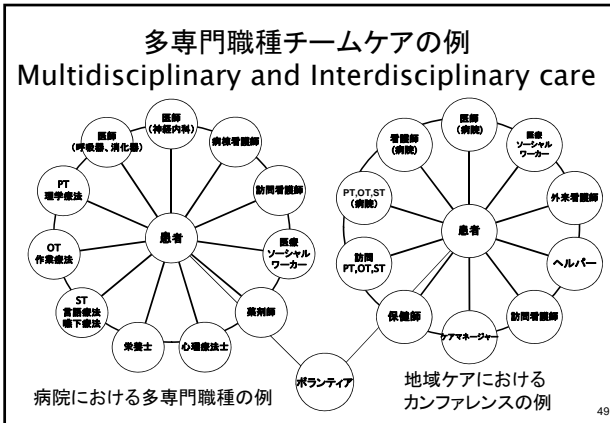 多専門職種チームケアの例
Multidisciplinary and Interdisciplinary care
医師
(神経内科)
病棟看護師
訪問看護師
医療
ソーシャル
ワーカー
薬剤師
心理療法士
栄養士
ST
言語療法
嚥下療法
OT
作業療法
PT
理学療法
医師
(呼吸器、消化器)
患者
病院における多専門職種の例
ボランティア
医師
(病院)
医療
ソーシャル
ワーカー
外来看護師
ヘルパー
訪問看護師
ケアマネージャー
保健師
訪問
PT,OT,ST
PT,OT,ST
(病院)
看護師
(病院)
患者
地域ケアにおける
カンファレンスの例
49